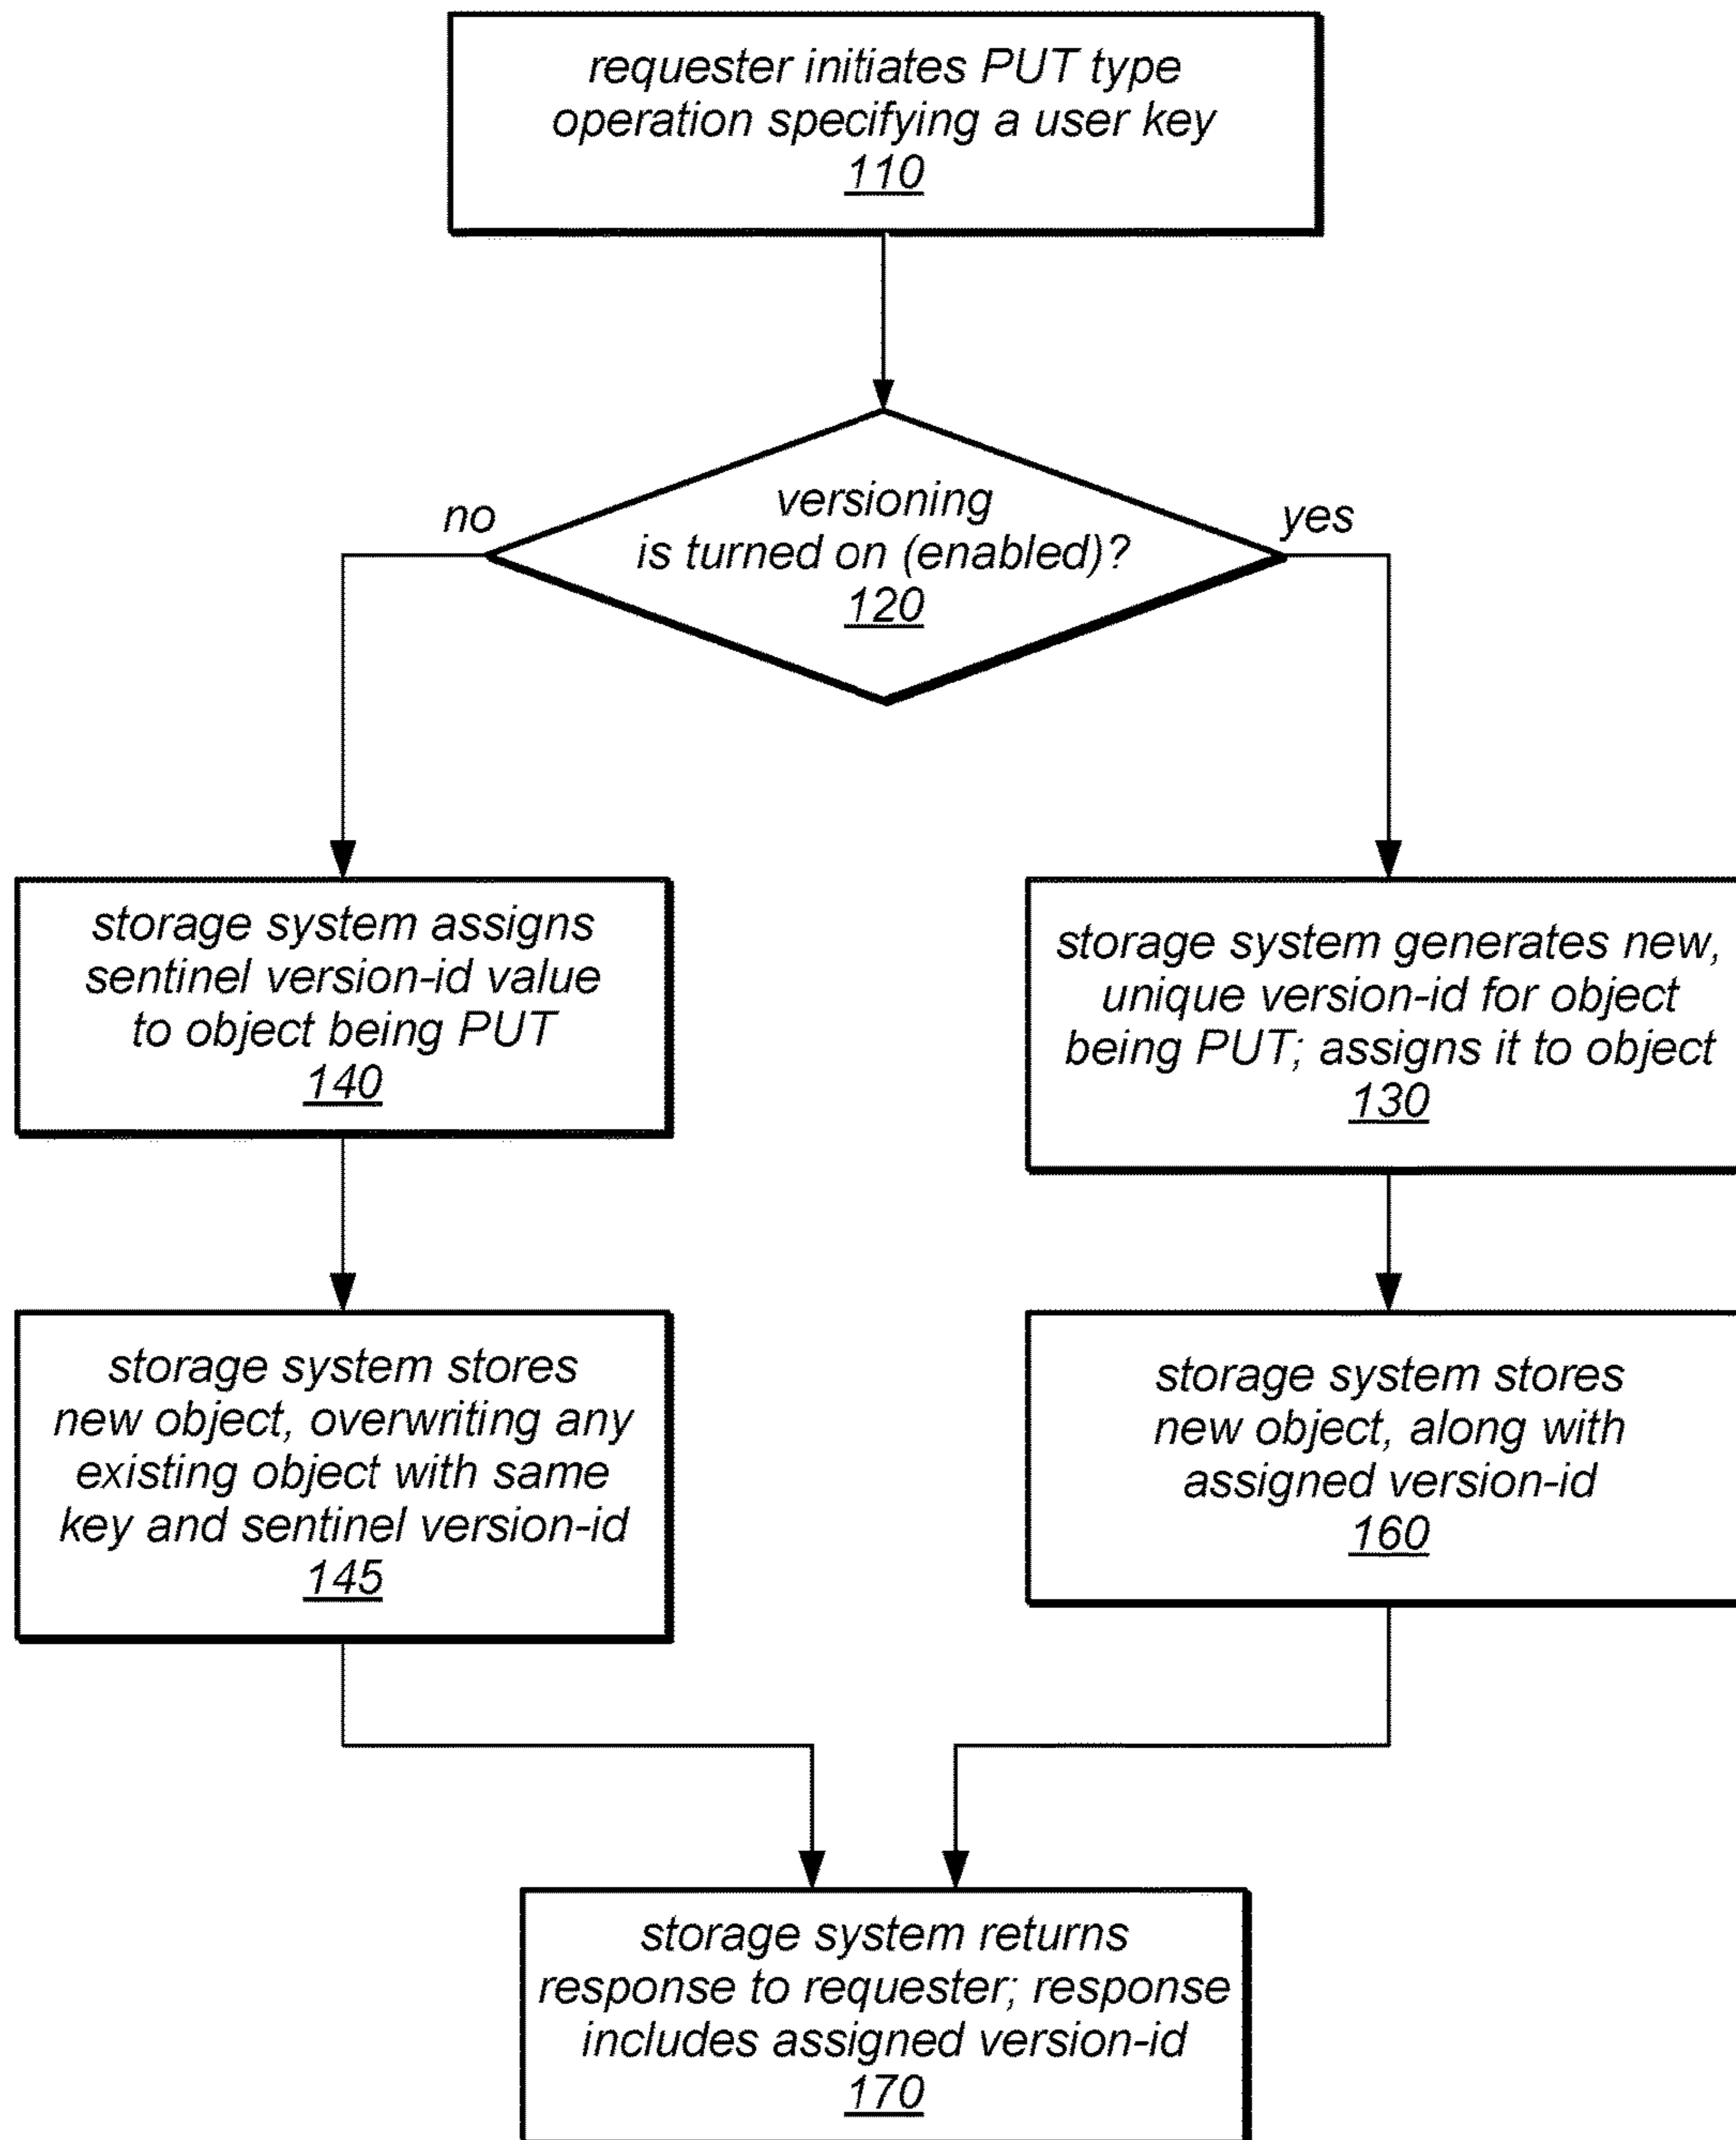 requester initiates PUT type
operation specifying a user key
110
versioning
is turned on (enabled)?
120
no
yes
storage system assigns
sentinel version-id value
to object being PUT
140
storage system generates new,
unique version-id for object
being PUT; assigns it to object
130
storage system stores
new object, overwriting any
existing object with same
key and sentinel version-id
145
storage system stores
new object, along with
assigned version-id
160
storage system returns
response to requester; response
includes assigned version-id
170